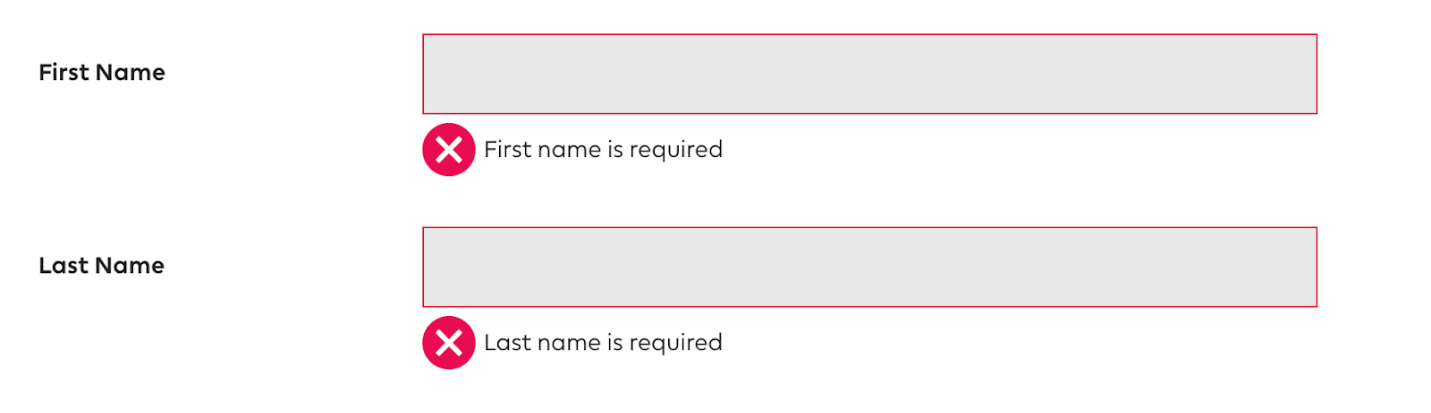 First Name
First name is required
Last Name
Last name is required